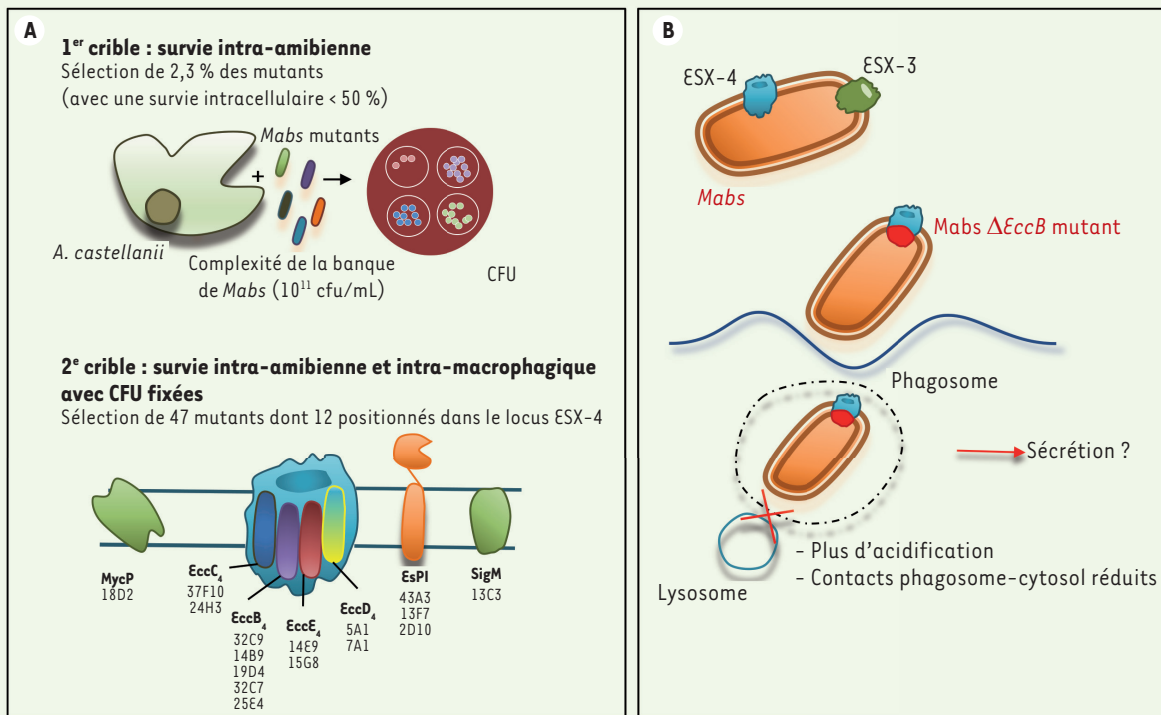 A
1er crible : survie intra-amibienne
Sélection de 2,3 % des mutants
(avec une survie intracellulaire < 50 %)
Mabs mutants
+
A. castellanii
Complexité de la banque
de Mabs (10¹¹ cfu/mL)
CFU
2e crible : survie intra-amibienne et intra-macrophagique
avec CFU fixées
Sélection de 47 mutants dont 12 positionnés dans le locus ESX-4
MycP
18D2
EccC4
37F10
24H3
EccB4
32C9
14B9
19D4
32C7
25E4
EccE4
14E9
15G8
EccD4
5A1
7A1
EsPI
43A3
13F7
2D10
SigM
13C3
B
ESX-4
ESX-3
Mabs
Mabs ΔEccB mutant
Phagosome
Sécrétion ?
Lysosome
- Plus d'acidification
- Contacts phagosome-cytosol réduits